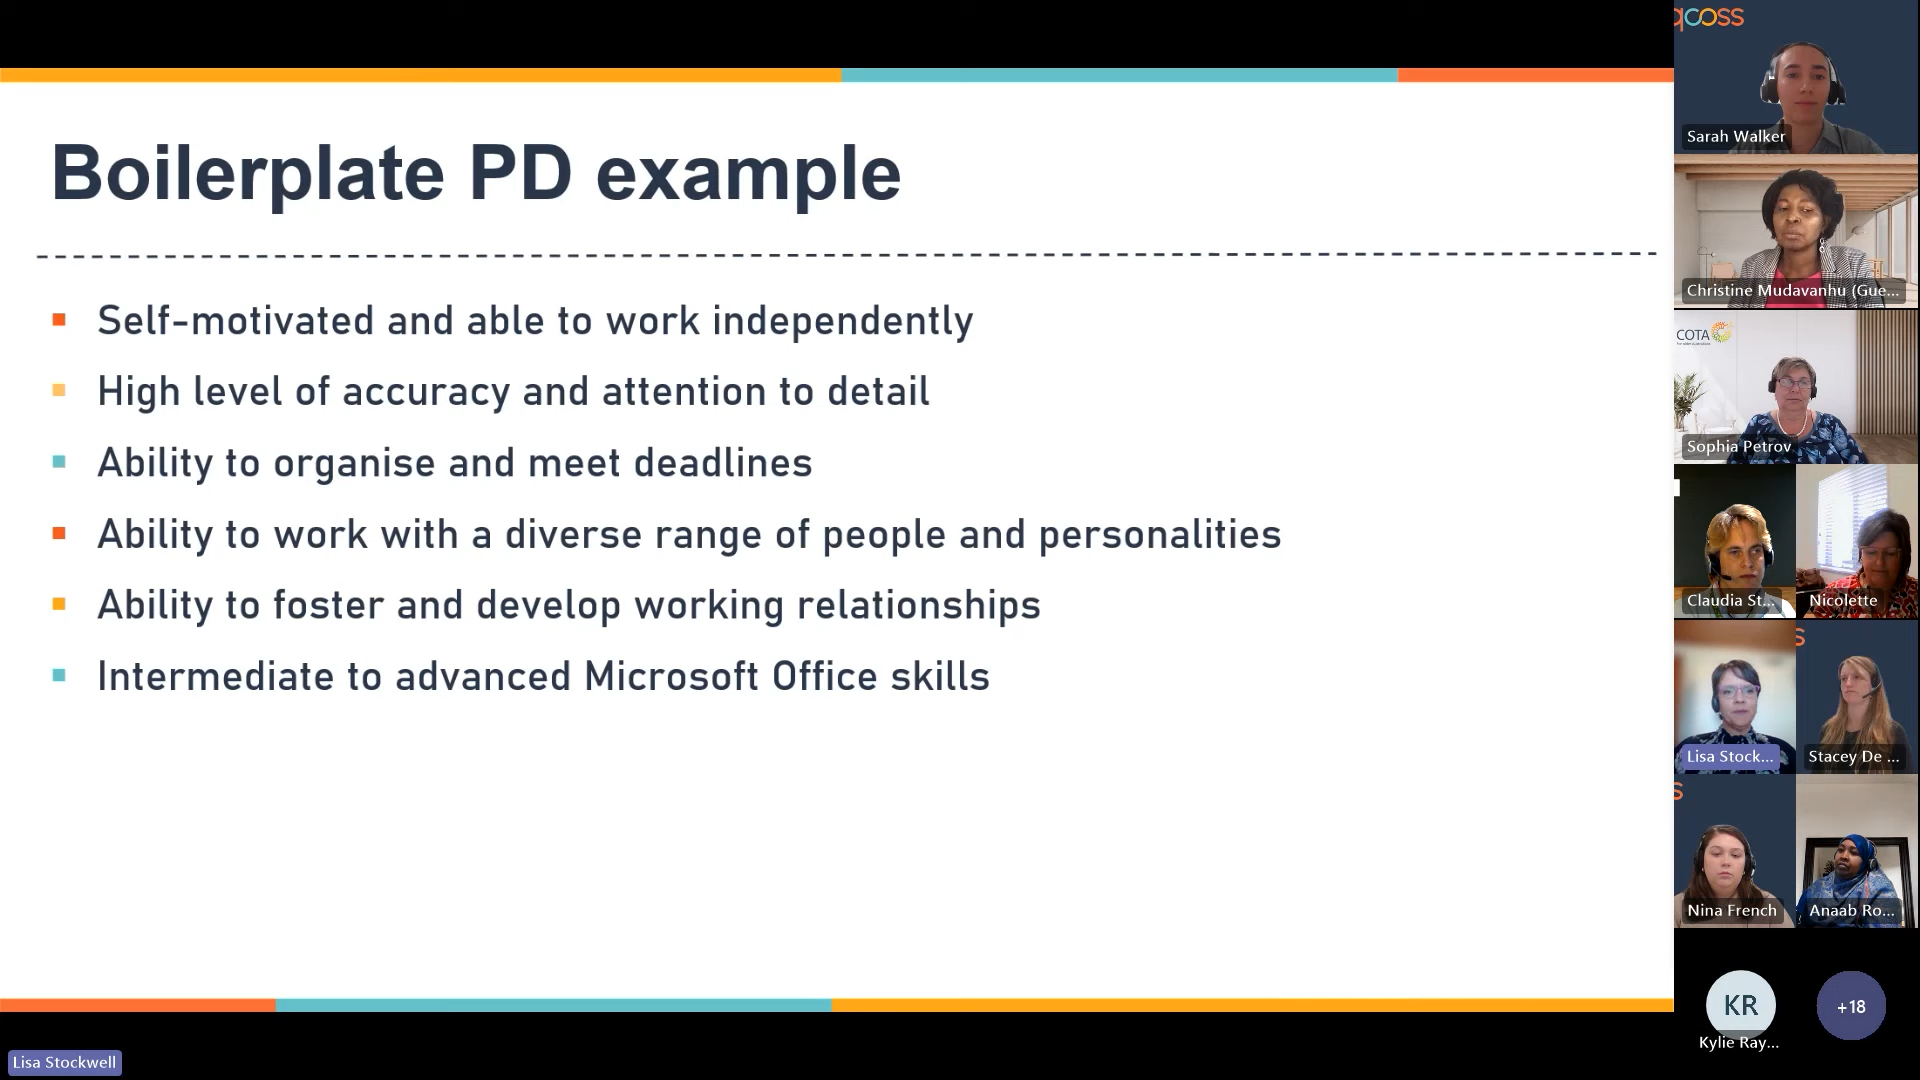 Boilerplate PD example
Self-motivated and able to work independently
High level of accuracy and attention to detail
Ability to organise and meet deadlines
Ability to work with a diverse range of people and personalities
Ability to foster and develop working relationships
Intermediate to advanced Microsoft Office skills
Lisa Stockwell
qcoss
Sarah Walker
Christine Mudavanhu (Gue...
COTA
Sophia Petrov
Claudia St...
Nicolette
s
Lisa Stock...
Stacey De ...
s
Nina French
Anaab Ro...
KR
+18
Kylie Ray...